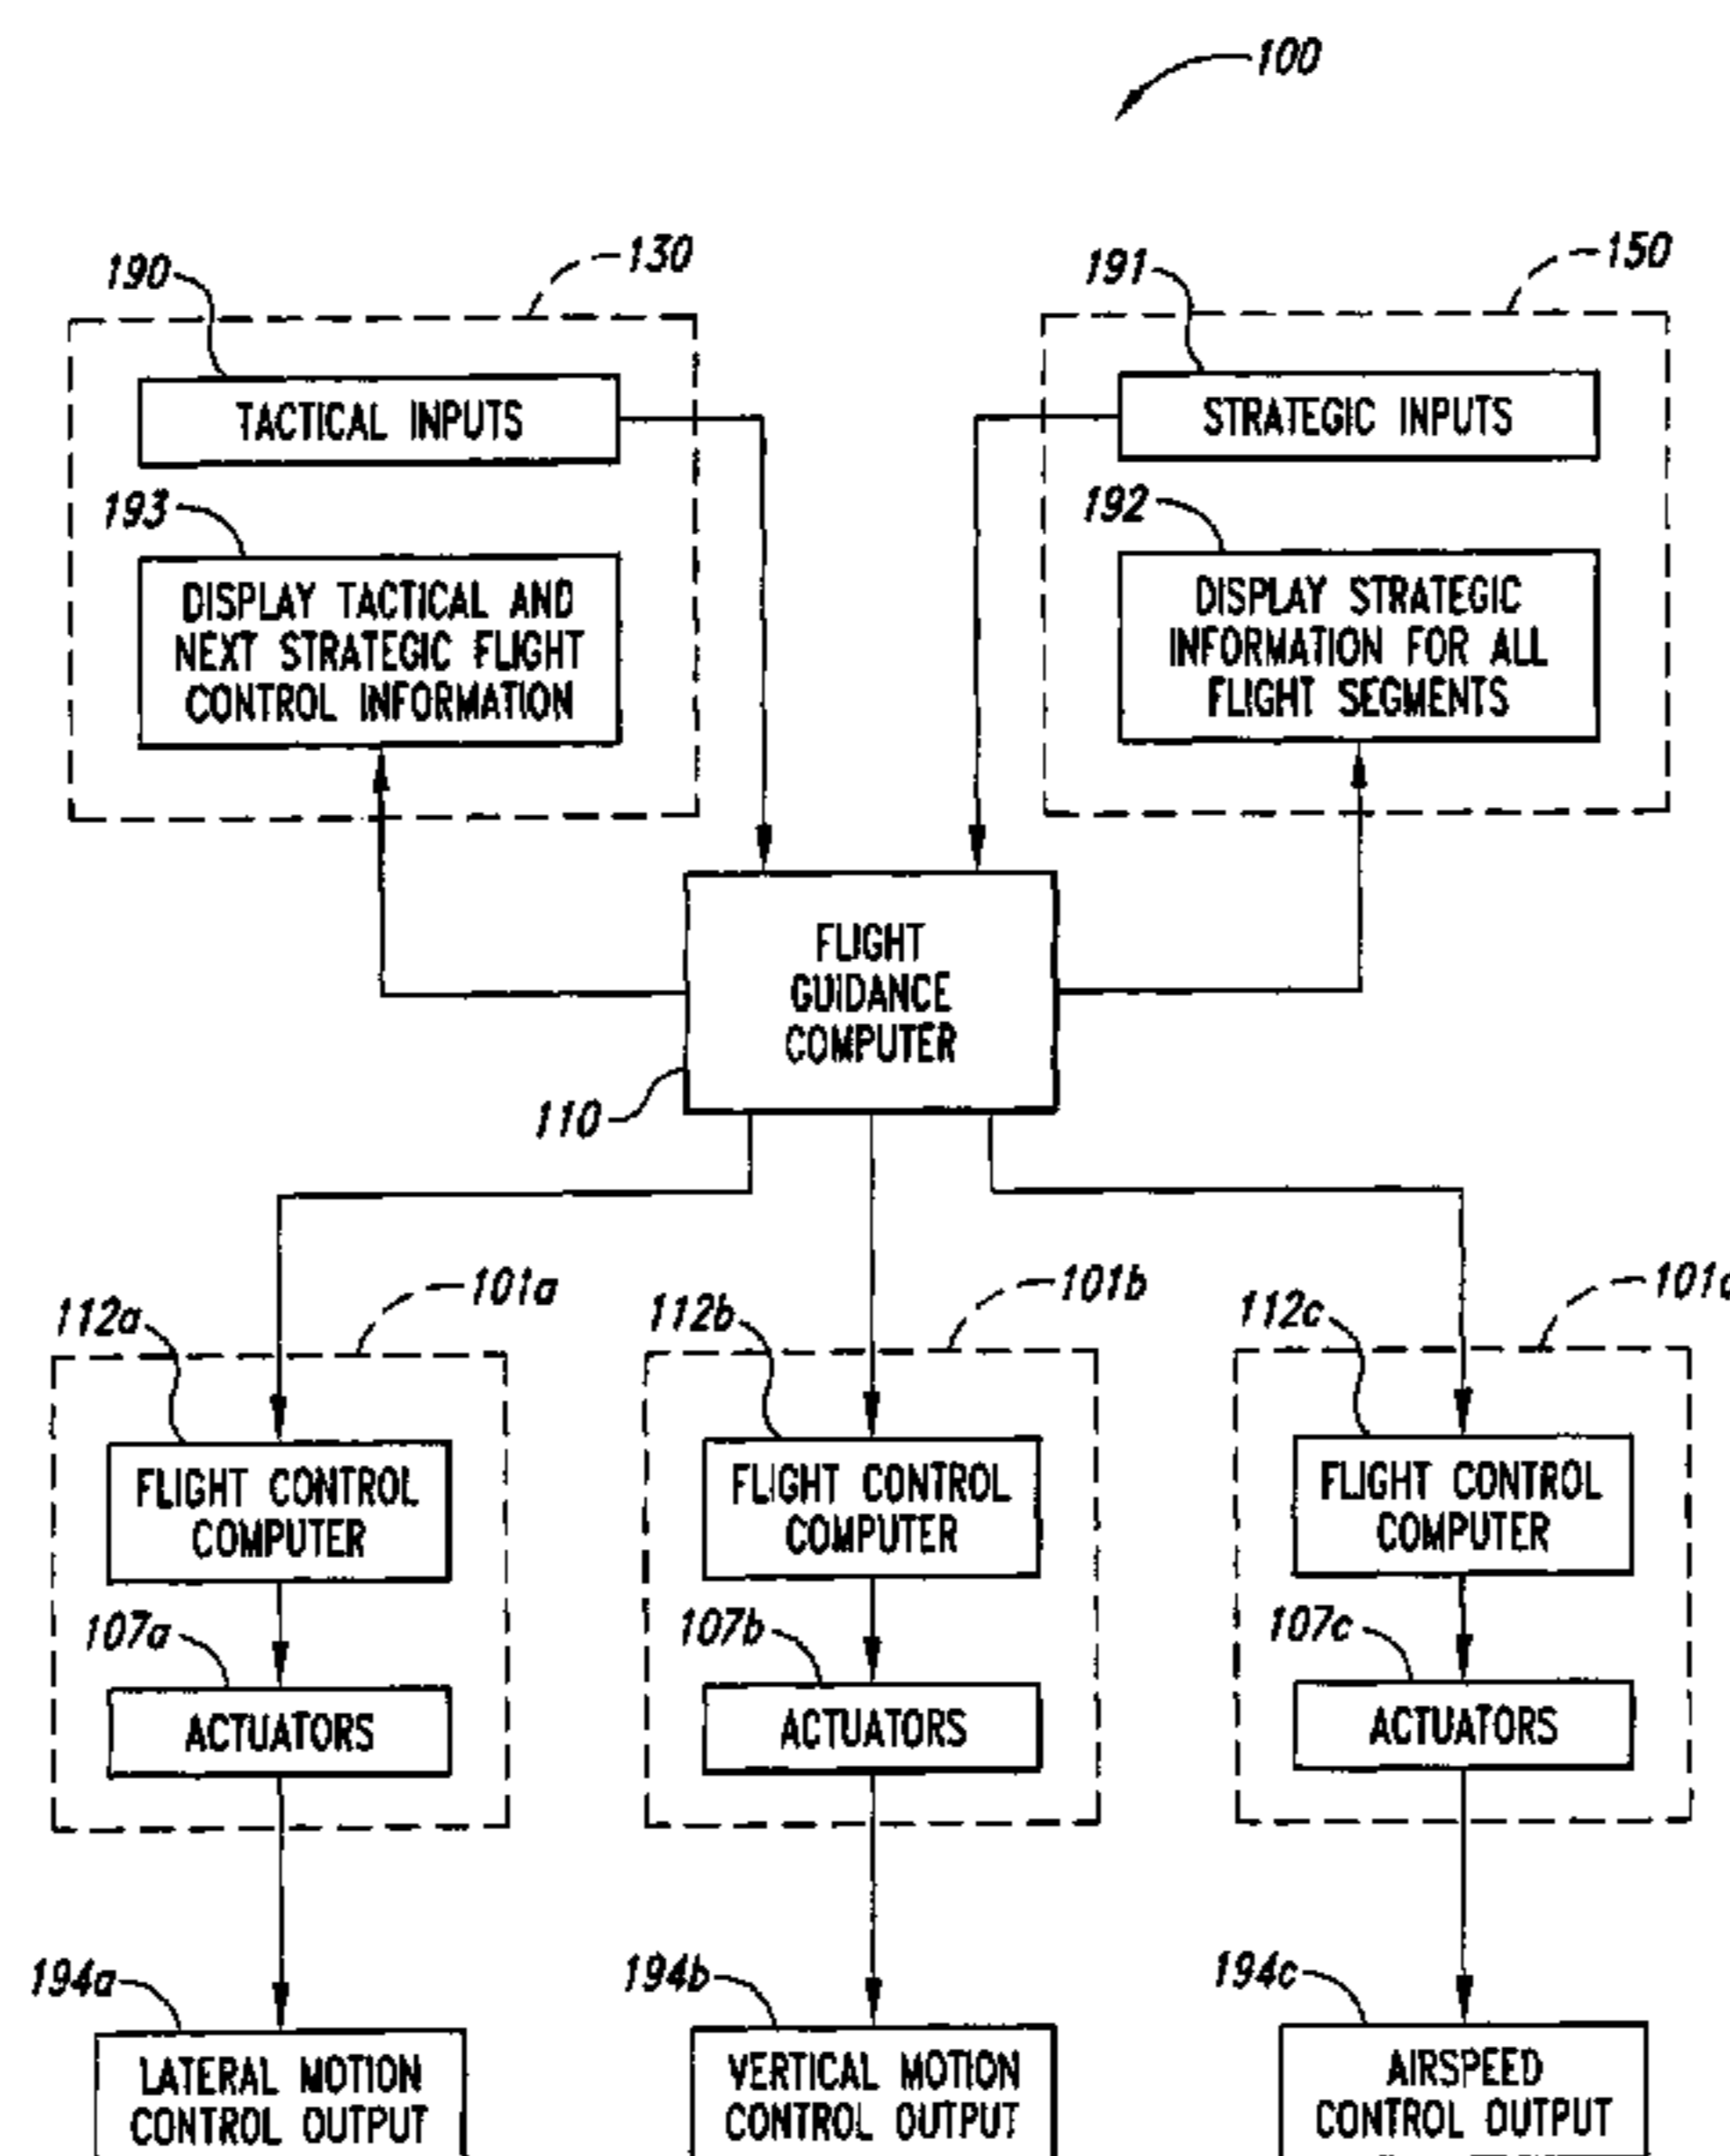 100
130
150
190
191
TACTICAL INPUTS
STRATEGIC INPUTS
193
192
DISPLAY TACTICAL AND
NEXT STRATEGIC FLIGHT
CONTROL INFORMATION
DISPLAY STRATEGIC
INFORMATION FOR ALL
FLIGHT SEGMENTS
FLIGHT
GUIDANCE
COMPUTER
110
101a
101b
112a
112b
112c
FLIGHT CONTROL
COMPUTER
FLIGHT CONTROL
COMPUTER
FLIGHT CONTROL
COMPUTER
107a
107b
107c
ACTUATORS
ACTUATORS
ACTUATORS
194a
194b
194c
LATERAL MOTION
CONTROL OUTPUT
VERTICAL MOTION
CONTROL OUTPUT
AIRSPEED
CONTROL OUTPUT